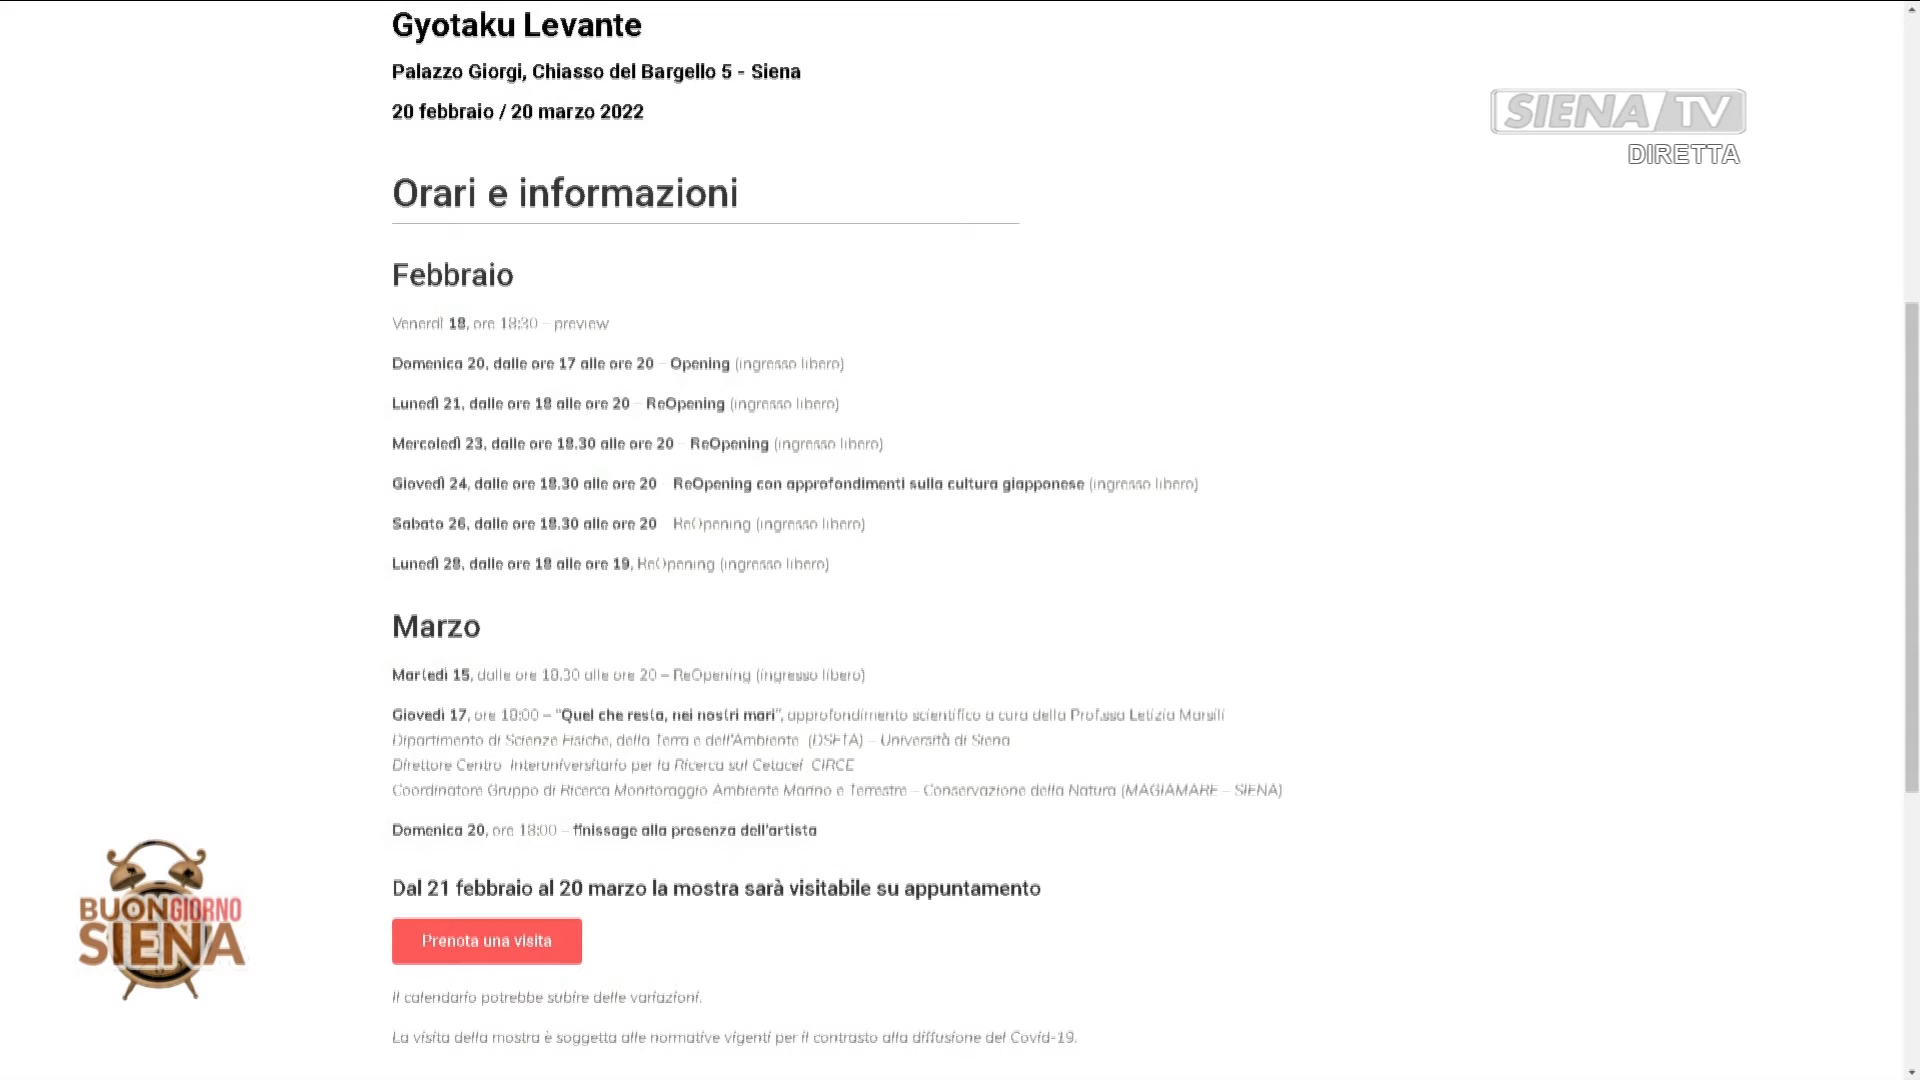 Gyotaku Levante
Palazzo Giorgi, Chiasso del Bargello 5 - Siena
20 febbraio / 20 marzo 2022
SIENA TV
DIRETTA
Orari e informazioni
Febbraio
Venerdì 18, ore 18:30 – preview
Domenica 20, dalle ore 17 alle ore 20 – Opening (ingresso libero)
Lunedì 21, dalle ore 18 alle ore 20 – ReOpening (ingresso libero)
Mercoledì 23, dalle ore 18.30 alle ore 20 – ReOpening (ingresso libero)
Giovedì 24, dalle ore 18.30 alle ore 20 – ReOpening con approfondimenti sulla cultura giapponese (ingresso libero)
Sabato 26, dalle ore 18.30 alle ore 20 – ReOpening (ingresso libero)
Lunedì 28, dalle ore 18 alle ore 19, ReOpening (ingresso libero)
Marzo
Martedì 15, dalle ore 18.30 alle ore 20 – ReOpening (ingresso libero)
Giovedì 17, ore 18:00 – "Quel che resta, nei nostri mari", approfondimento scientifico a cura della Prof.ssa Letizia Marsili
Dipartimento di Scienze Fisiche, della Terra e dell'Ambiente (DSFTA) – Università di Siena
Direttore Centro Interuniversitario per la Ricerca sui Cetacei CIRCE
Coordinatore Gruppo di Ricerca Monitoraggio Ambiente Marino e Terrestre – Conservazione della Natura (MAGIAMARE – SIENA)
Domenica 20, ore 18:00 – finissage alla presenza dell'artista
Dal 21 febbraio al 20 marzo la mostra sarà visitabile su appuntamento
Prenota una visita
Il calendario potrebbe subire delle variazioni.
La visita della mostra è soggetta alle normative vigenti per il contrasto alla diffusione del Covid-19.
BUONGIORNO
SIENA